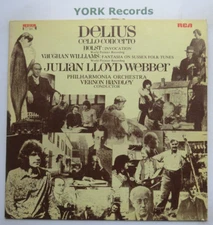 YORK Records
RCA
DELIUS
CELLO CONCERTO
HOLST: INVOCATION
VAUGHAN WILLIAMS: FANTASIA ON SUSSEX FOLK TUNES
JULIAN LLOYD WEBBER
PHILHARMONIA ORCHESTRA
VERNON HANDLEY
CONDUCTOR